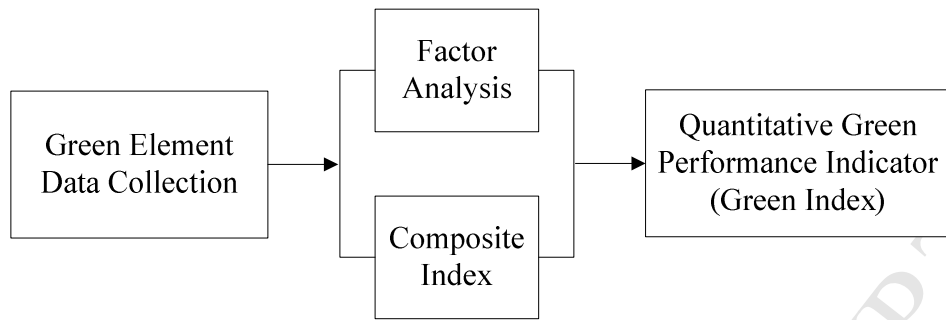 Factor
Analysis
Green Element
Data Collection
Quantitative Green
Performance Indicator
(Green Index)
Composite
Index